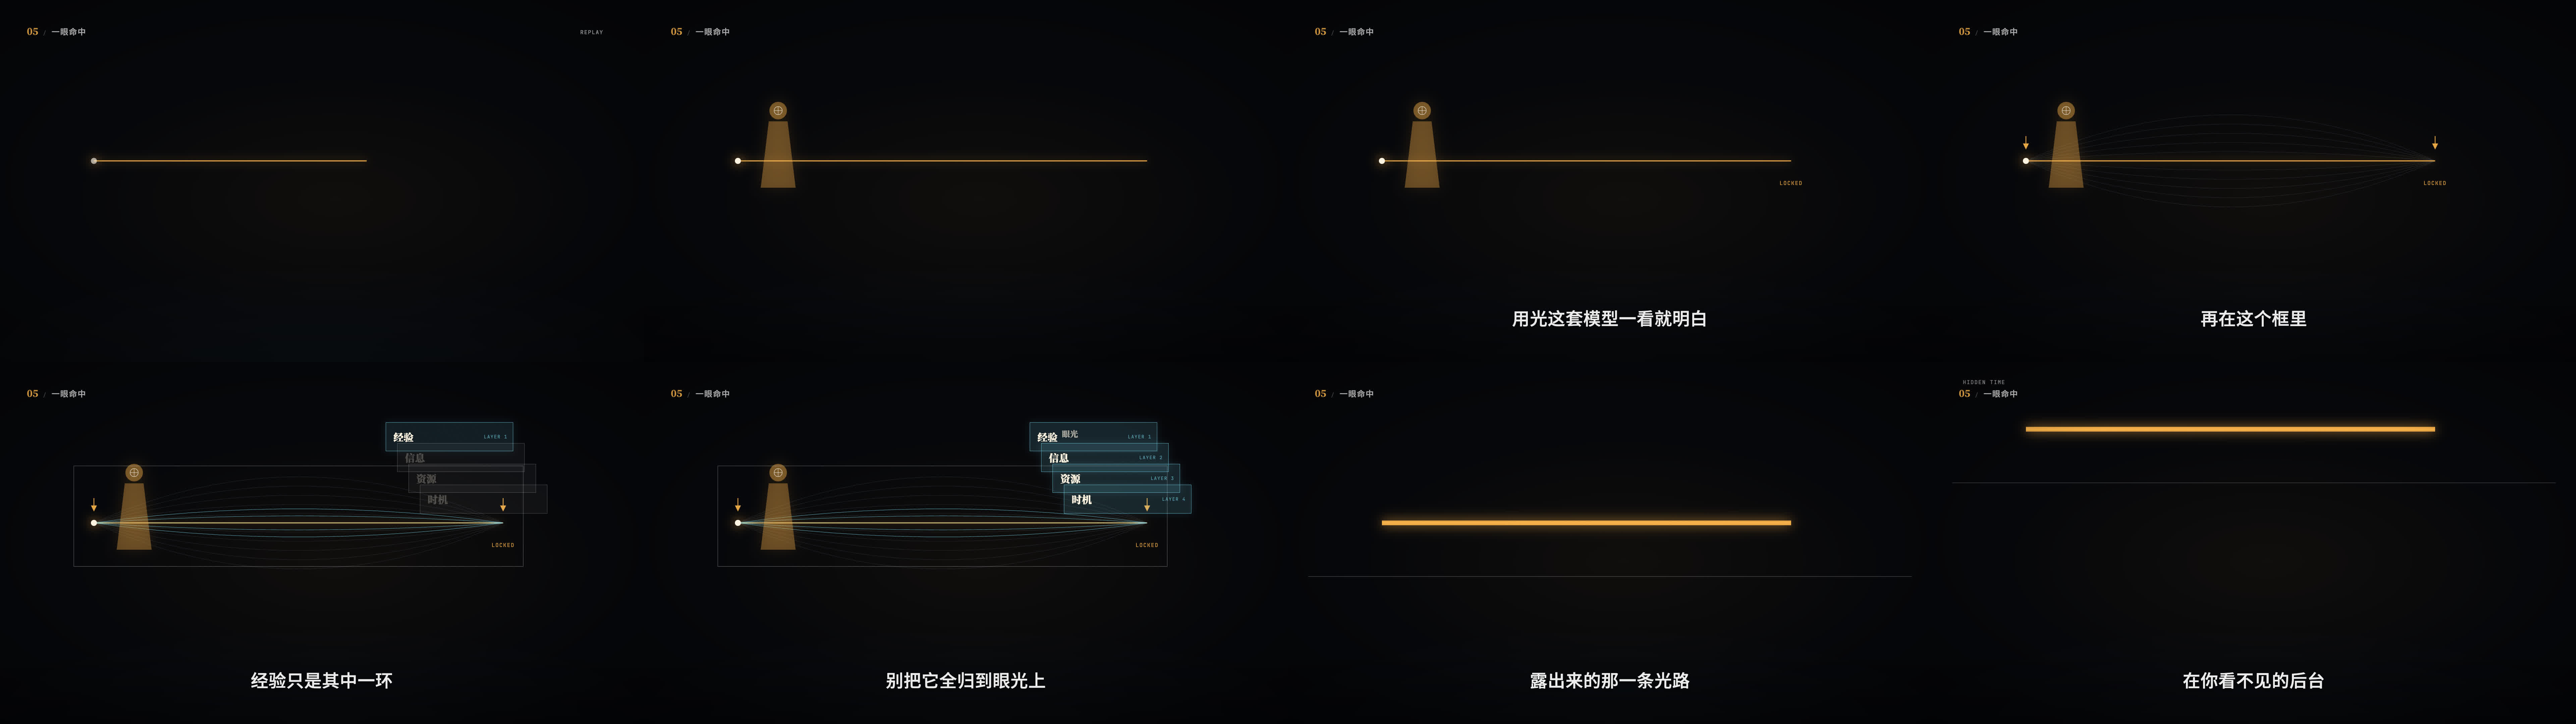 05 / 一眼命中
REPLAY
05 / 一眼命中
05 / 一眼命中
LOCKED
用光这套模型一看就明白
05 / 一眼命中
LOCKED
再在这个框里
05 / 一眼命中
经验 LAYER 1
信息
资源
时机
LOCKED
经验只是其中一环
05 / 一眼命中
经验 眼光 LAYER 1
信息 LAYER 2
资源 LAYER 3
时机 LAYER 4
LOCKED
别把它全归到眼光上
05 / 一眼命中
露出来的那一条光路
HIDDEN TIME
05 / 一眼命中
在你看不见的后台